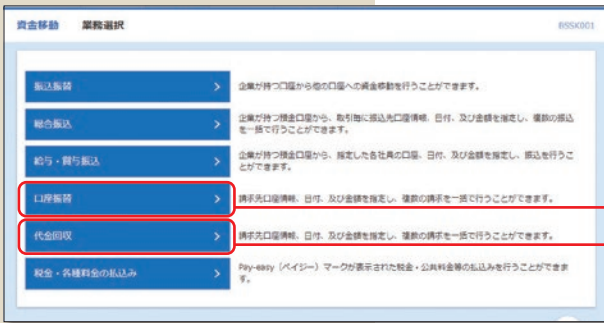 資金移動 業務選択 BSSK001
振込振替 > 企業が持つ口座から他の口座への資金移動を行うことができます。
総合振込 > 企業が持つ預金口座から、取引毎に振込先口座情報、日付、及び金額を指定し、複数の振込
を一括で行うことができます。
給与・賞与振込 > 企業が持つ預金口座から、指定した各社員の口座、日付、及び金額を指定し、振込を行うこ
とができます。
口座振替 > 請求先口座情報、日付、及び金額を指定し、複数の請求を一括で行うことができます。
代金回収 > 請求先口座情報、日付、及び金額を指定し、複数の請求を一括で行うことができます。
税金・各種料金の払込み > Pay-easy（ペイジー）マークが表示された税金・公共料金等の払込みを行うことができま
す。